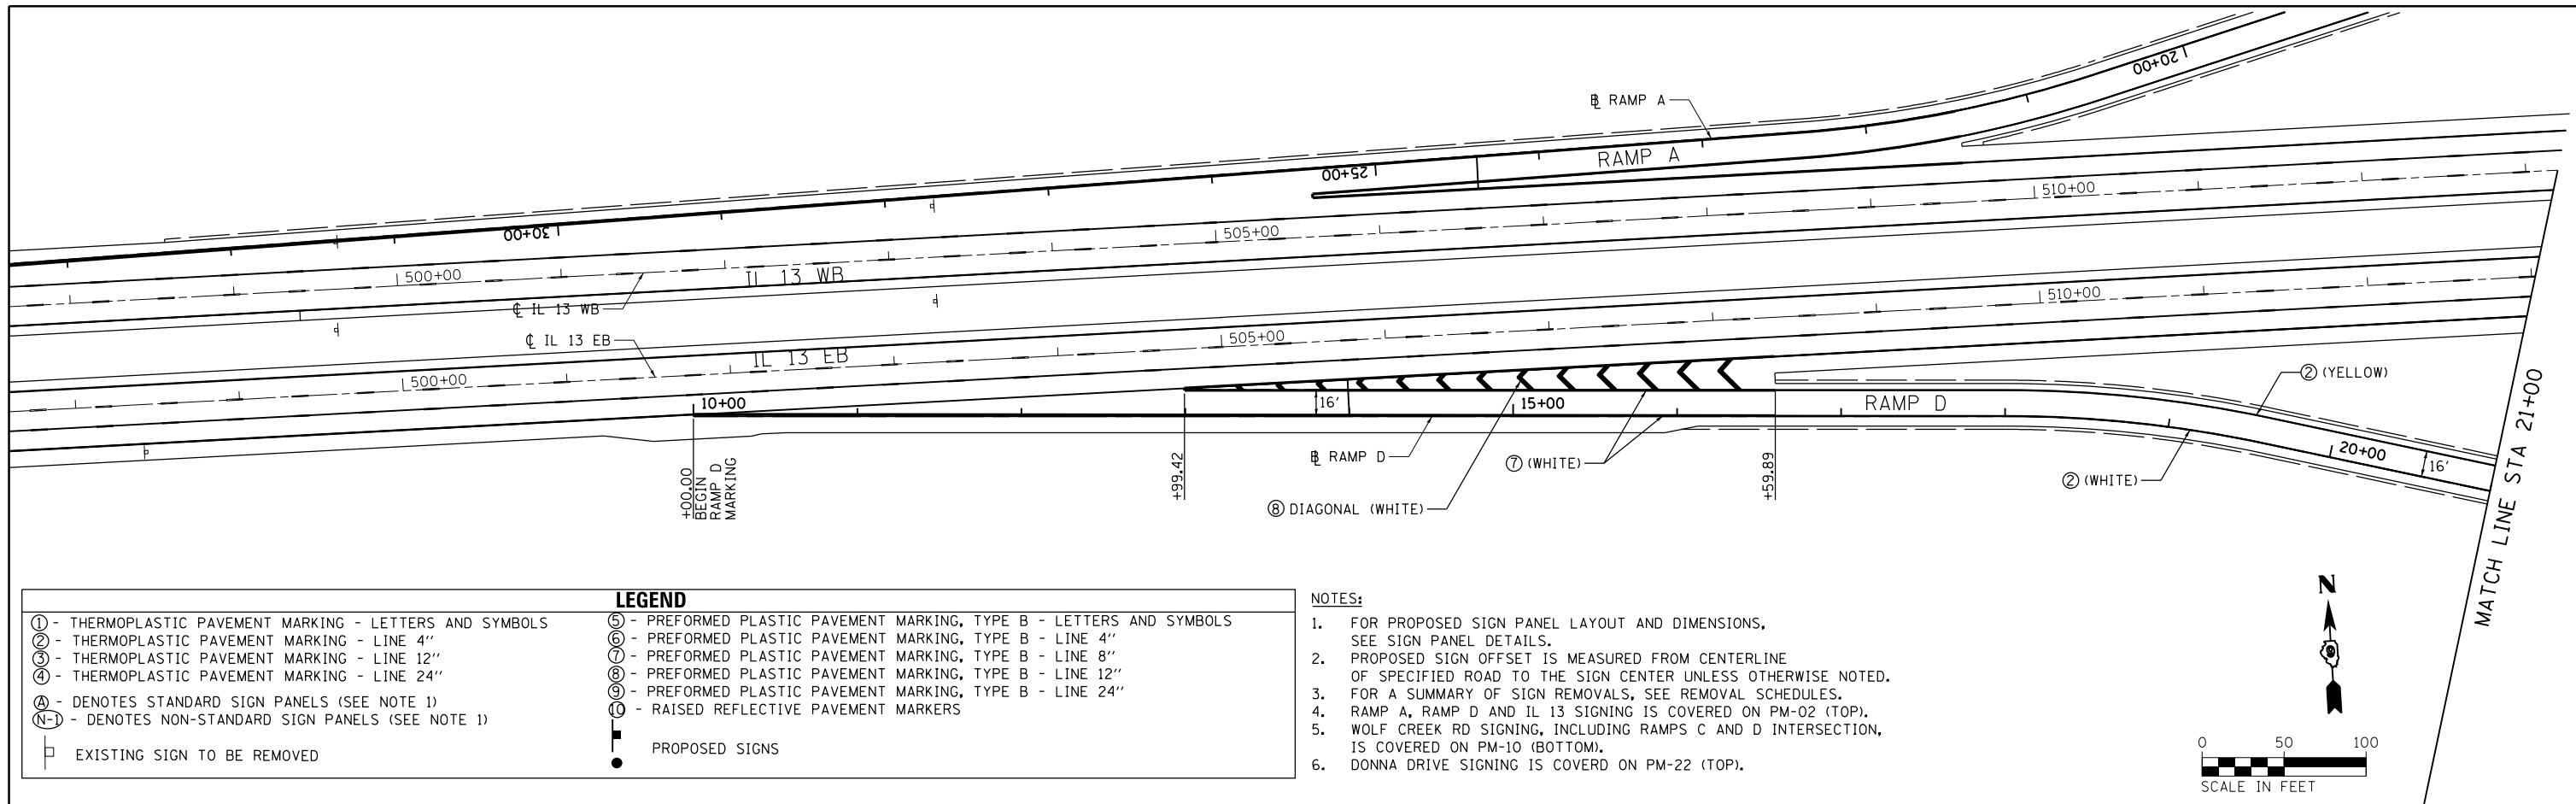 20+00
℄ RAMP A
RAMP A
25+00
510+00
30+00
505+00
500+00
IL 13 WB
℄ IL 13 WB
510+00
℄ IL 13 EB
505+00
IL 13 EB
500+00
② (YELLOW)
10+00
16'
15+00
RAMP D
MATCH LINE STA 21+00
20+00
16'
℄ RAMP D
⑦ (WHITE)
② (WHITE)
+00.00
BEGIN
RAMP D
MARKING
+99.42
+59.89
⑧ DIAGONAL (WHITE)
LEGEND
① - THERMOPLASTIC PAVEMENT MARKING - LETTERS AND SYMBOLS
② - THERMOPLASTIC PAVEMENT MARKING - LINE 4''
③ - THERMOPLASTIC PAVEMENT MARKING - LINE 12''
④ - THERMOPLASTIC PAVEMENT MARKING - LINE 24''
Ⓐ - DENOTES STANDARD SIGN PANELS (SEE NOTE 1)
(N-1) - DENOTES NON-STANDARD SIGN PANELS (SEE NOTE 1)
EXISTING SIGN TO BE REMOVED
⑤ - PREFORMED PLASTIC PAVEMENT MARKING, TYPE B - LETTERS AND SYMBOLS
⑥ - PREFORMED PLASTIC PAVEMENT MARKING, TYPE B - LINE 4''
⑦ - PREFORMED PLASTIC PAVEMENT MARKING, TYPE B - LINE 8''
⑧ - PREFORMED PLASTIC PAVEMENT MARKING, TYPE B - LINE 12''
⑨ - PREFORMED PLASTIC PAVEMENT MARKING, TYPE B - LINE 24''
⑩ - RAISED REFLECTIVE PAVEMENT MARKERS
PROPOSED SIGNS
NOTES:
1. FOR PROPOSED SIGN PANEL LAYOUT AND DIMENSIONS,
SEE SIGN PANEL DETAILS.
2. PROPOSED SIGN OFFSET IS MEASURED FROM CENTERLINE
OF SPECIFIED ROAD TO THE SIGN CENTER UNLESS OTHERWISE NOTED.
3. FOR A SUMMARY OF SIGN REMOVALS, SEE REMOVAL SCHEDULES.
4. RAMP A, RAMP D AND IL 13 SIGNING IS COVERED ON PM-02 (TOP).
5. WOLF CREEK RD SIGNING, INCLUDING RAMPS C AND D INTERSECTION,
IS COVERED ON PM-10 (BOTTOM).
6. DONNA DRIVE SIGNING IS COVERD ON PM-22 (TOP).
N
0 50 100
SCALE IN FEET